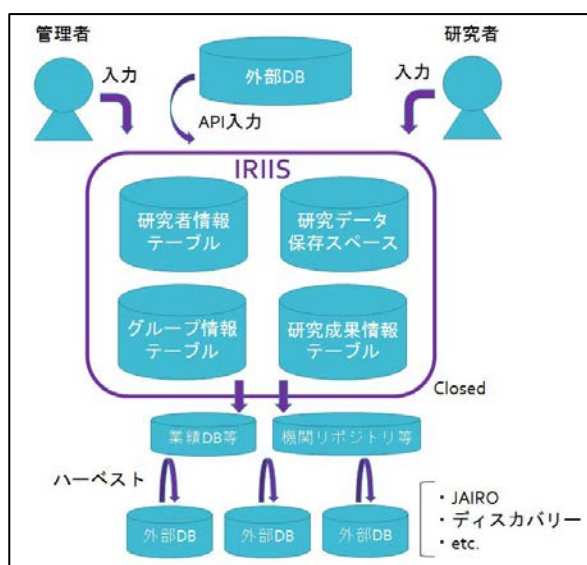 管理者
研究者
入力
外部DB
入力
API入力
IRIIS
研究者情報
テーブル
研究データ
保存スペース
グループ情報
テーブル
研究成果情報
テーブル
Closed
業績DB等
機関リポジトリ等
ハーベスト
外部DB
外部DB
外部DB
・JAIRO
・ディスカバリー
・etc.